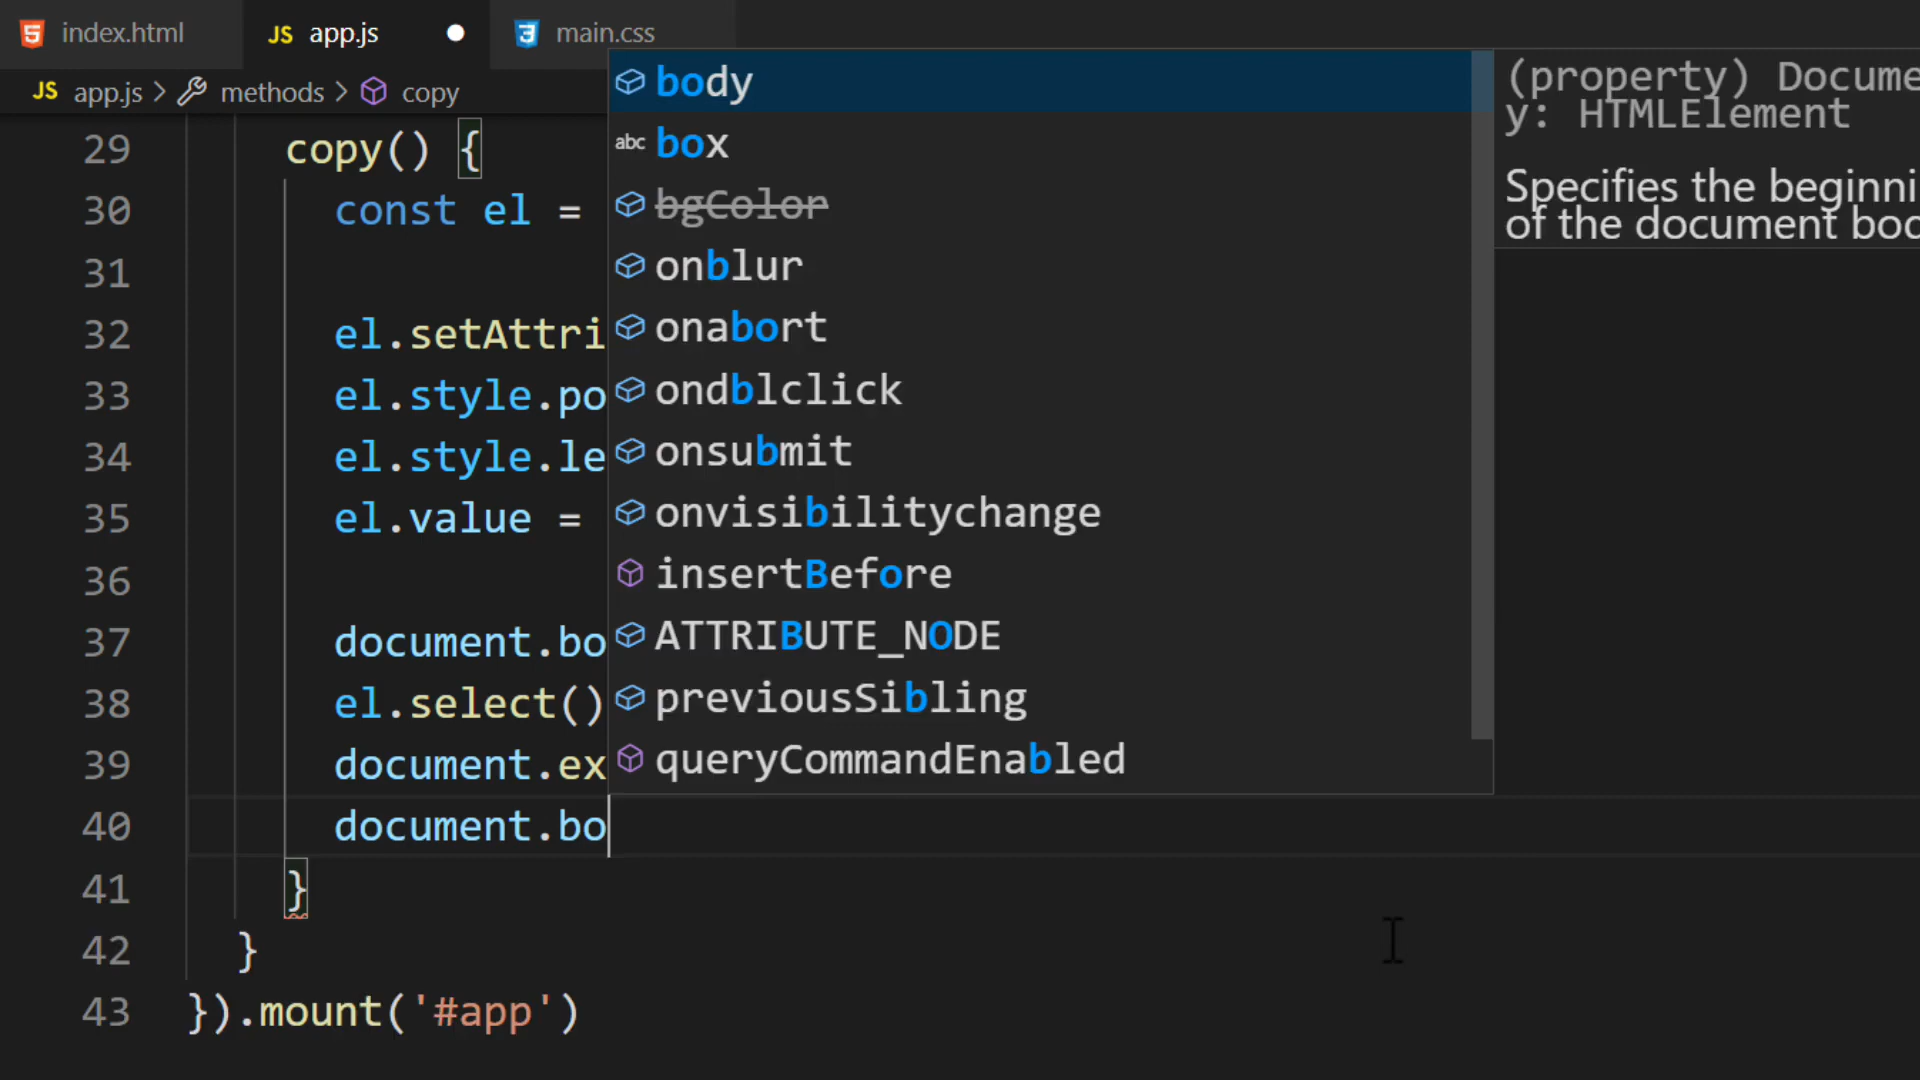 index.html
JS app.js
main.css
JS app.js > methods > copy
29 copy() {
30 const el =
31
32 el.setAttri
33 el.style.po
34 el.style.le
35 el.value =
36
37 document.bo
38 el.select()
39 document.ex
40 document.bo
41 }
42 }
43 }).mount('#app')
body
abc box
bgColor
onblur
onabort
ondblclick
onsubmit
onvisibilitychange
insertBefore
ATTRIBUTE_NODE
previousSibling
queryCommandEnabled
(property) Docume
y: HTMLElement
Specifies the beginni
of the document bod